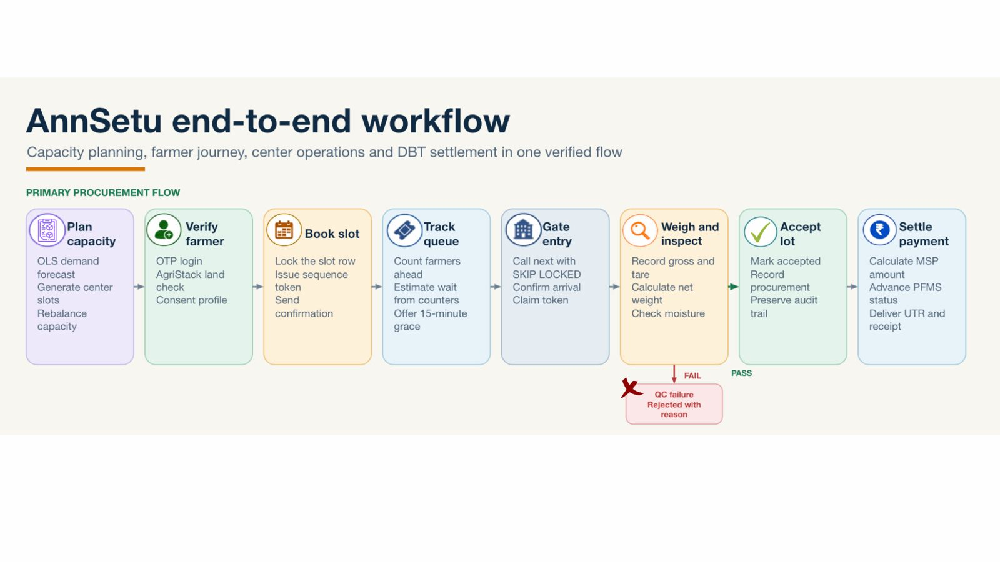 AnnSetu end-to-end workflow
Capacity planning, farmer journey, center operations and DBT settlement in one verified flow
PRIMARY PROCUREMENT FLOW
Plan
capacity
OLS demand
forecast
Generate center
slots
Rebalance
capacity
Verify
farmer
OTP login
AgriStack land
check
Consent profile
Book slot
Lock the slot row
Issue sequence
token
Send
confirmation
Track
queue
Count farmers
ahead
Estimate wait
from counters
Offer 15-minute
grace
Gate
entry
Call next with
SKIP LOCKED
Confirm arrival
Claim token
Weigh and
inspect
Record gross and
tare
Calculate net
weight
Check moisture
Accept
lot
Mark accepted
Record
procurement
Preserve audit
trail
Settle
payment
Calculate MSP
amount
Advance PFMS
status
Deliver UTR and
receipt
FAIL
PASS
QC failure
Rejected with
reason